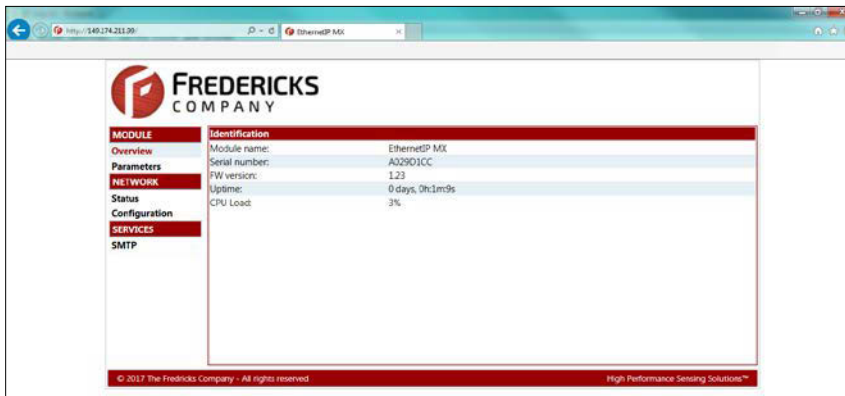 http://149.174.211.99/
EthernetIP MX
FREDERICKS
COMPANY
MODULE
Overview
Parameters
NETWORK
Status
Configuration
SERVICES
SMTP
Identification
Module name: EthernetIP MX
Serial number: A029D1CC
FW version: 1.23
Uptime: 0 days, 0h:1m:9s
CPU Load: 3%
© 2017 The Fredricks Company - All rights reserved
High Performance Sensing Solutions™